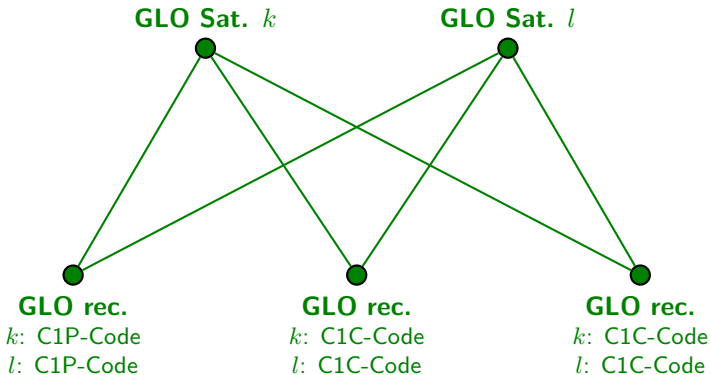 GLO Sat. k
GLO Sat. l
GLO rec.
k: C1P-Code
l: C1P-Code
GLO rec.
k: C1C-Code
l: C1C-Code
GLO rec.
k: C1C-Code
l: C1C-Code